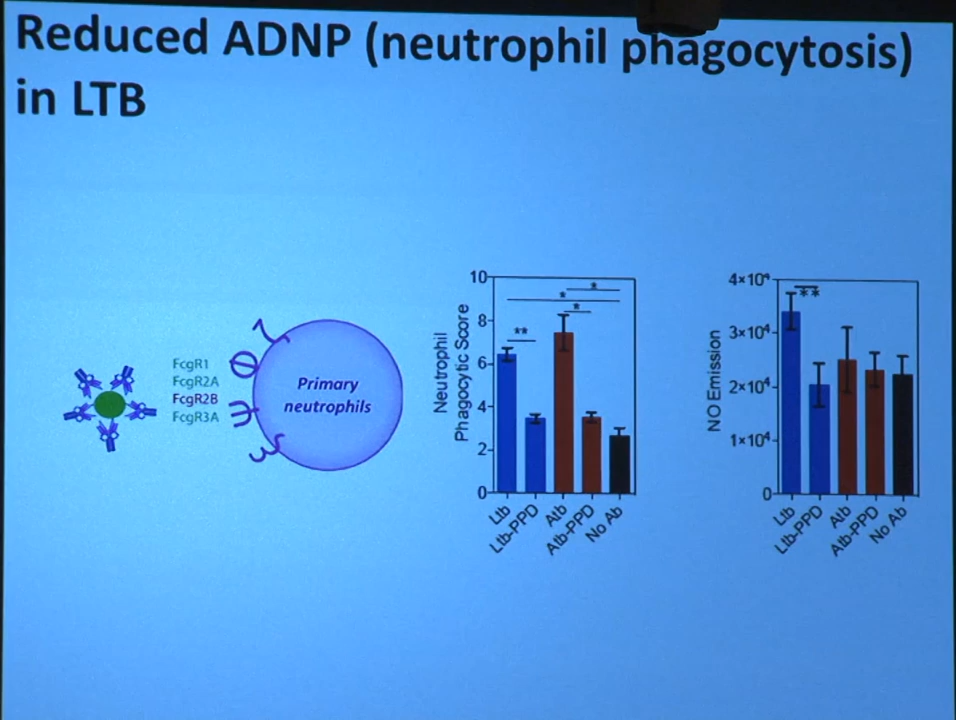 Reduced ADNP (neutrophil phagocytosis)
in LTB
FcgR1
FcgR2A
FcgR2B
FcgR3A
Primary
neutrophils
Neutrophil
Phagocytic Score
10
8
6
4
2
0
**
*
*
*
Ltb
Ltb-PPD
Atb
Atb-PPD
No Ab
NO Emission
4×10⁴
3×10⁴
2×10⁴
1×10⁴
0
**
Ltb
Ltb-PPD
Atb
Atb-PPD
No Ab